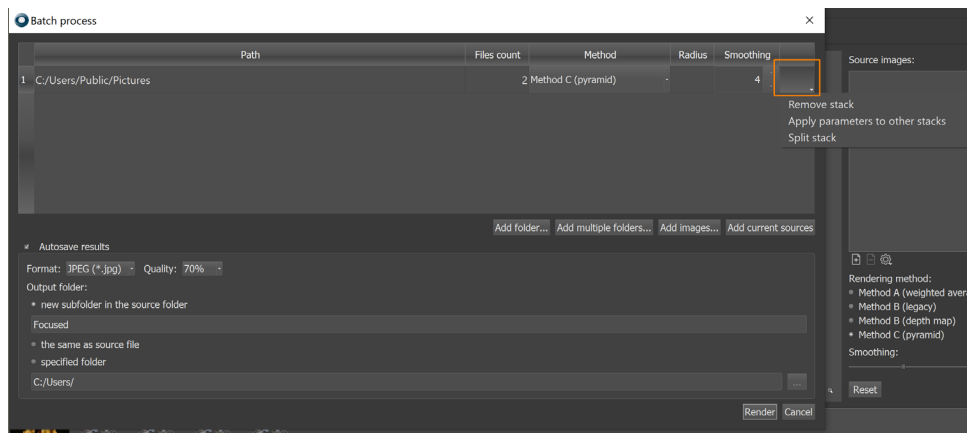 Batch process
Path Files count Method Radius Smoothing
1 C:/Users/Public/Pictures 2 Method C (pyramid) 4
Remove stack
Apply parameters to other stacks
Split stack
Add folder... Add multiple folders... Add images... Add current sources
Autosave results
Format: JPEG (*.jpg) Quality: 70%
Output folder:
new subfolder in the source folder
Focused
the same as source file
specified folder
C:/Users/ ...
Render Cancel
Source images:
Rendering method:
Method A (weighted avera
Method B (legacy)
Method B (depth map)
Method C (pyramid)
Smoothing:
Reset